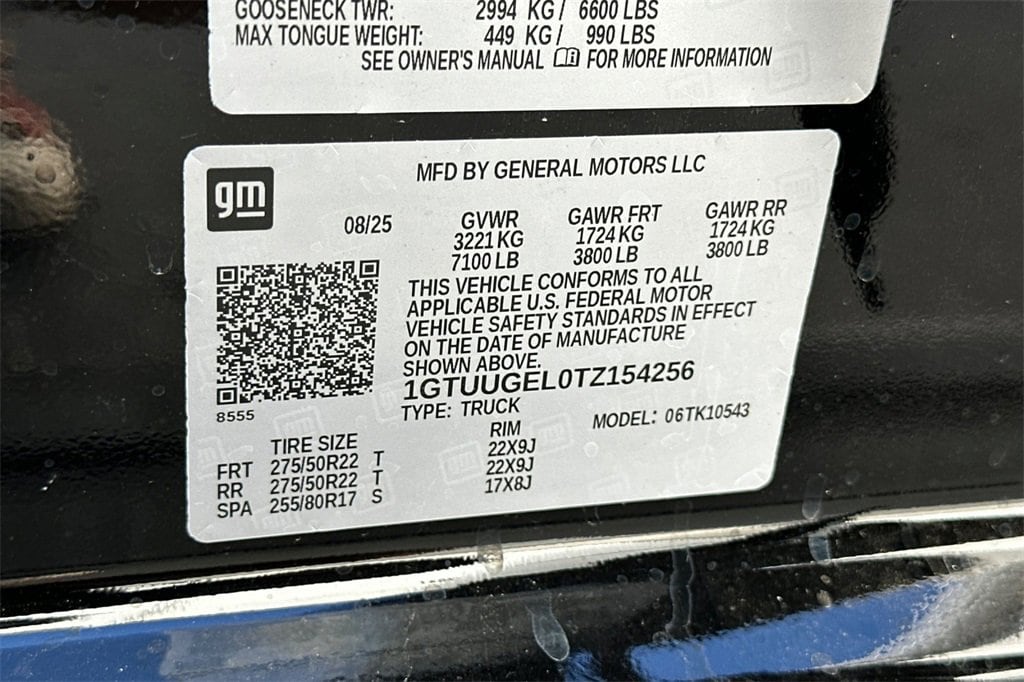 GOOSENECK TWR: 2994 KG / 6600 LBS
MAX TONGUE WEIGHT: 449 KG / 990 LBS
SEE OWNER'S MANUAL FOR MORE INFORMATION
gm
MFD BY GENERAL MOTORS LLC
08/25
GVWR GAWR FRT GAWR RR
3221 KG 1724 KG 1724 KG
7100 LB 3800 LB 3800 LB
THIS VEHICLE CONFORMS TO ALL
APPLICABLE U.S. FEDERAL MOTOR
VEHICLE SAFETY STANDARDS IN EFFECT
ON THE DATE OF MANUFACTURE
SHOWN ABOVE.
1GTUUGEL0TZ154256
8555
TYPE: TRUCK MODEL: 06TK10543
TIRE SIZE RIM
FRT 275/50R22 T 22X9J
RR 275/50R22 T 22X9J
SPA 255/80R17 S 17X8J